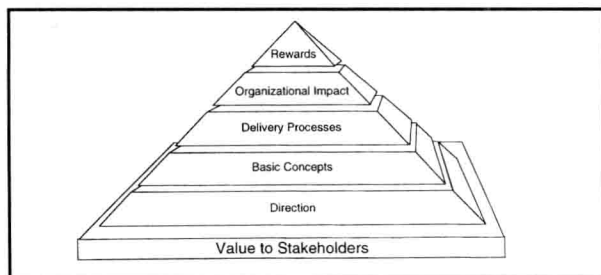 Rewards
Organizational Impact
Delivery Processes
Basic Concepts
Direction
Value to Stakeholders